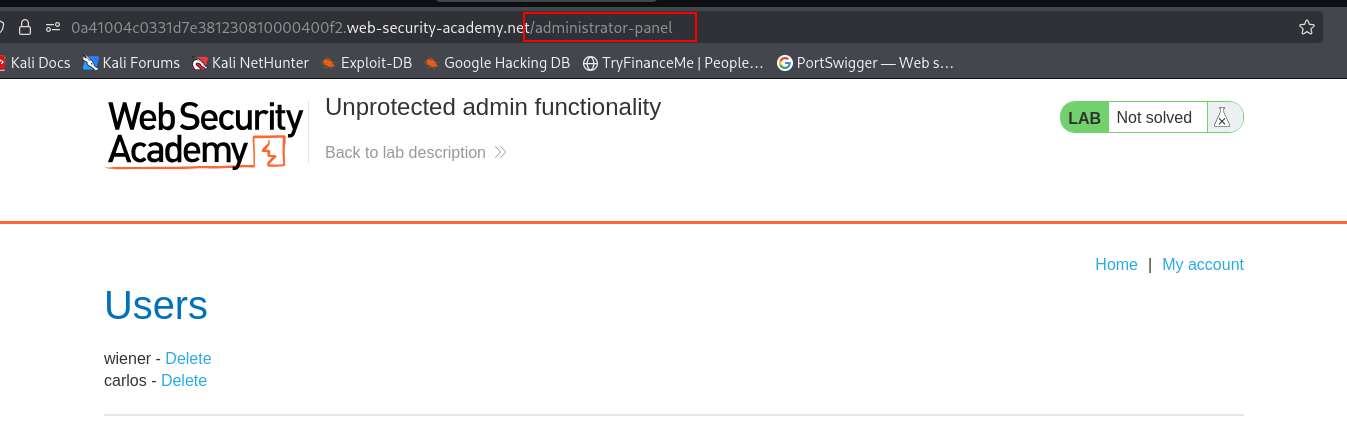 0a41004c0331d7e381230810000400f2.web-security-academy.net/administrator-panel
Kali Docs Kali Forums Kali NetHunter Exploit-DB Google Hacking DB TryFinanceMe | People… PortSwigger — Web s…
Web Security
Academy
Unprotected admin functionality
Back to lab description
LAB Not solved
Home | My account
Users
wiener - Delete
carlos - Delete